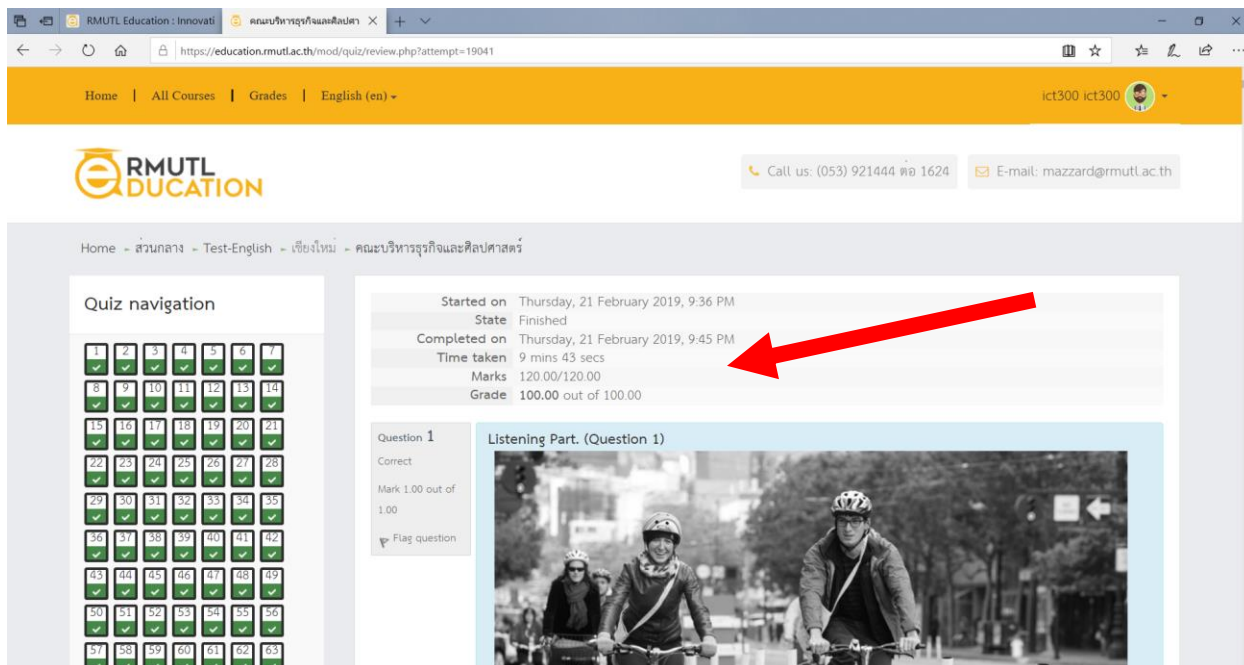 RMUTL Education : Innovati
คณะบริหารธุรกิจและศิลปศา
https://education.rmutl.ac.th/mod/quiz/review.php?attempt=19041
Home | All Courses | Grades | English (en)
ict300 ict300
RMUTL
eDUCATION
Call us: (053) 921444 ต่อ 1624
E-mail: mazzard@rmutl.ac.th
Home - ส่วนกลาง - Test-English - เชียงใหม่ - คณะบริหารธุรกิจและศิลปศาสตร์
Quiz navigation
1 2 3 4 5 6 7
8 9 10 11 12 13 14
15 16 17 18 19 20 21
22 23 24 25 26 27 28
29 30 31 32 33 34 35
36 37 38 39 40 41 42
43 44 45 46 47 48 49
50 51 52 53 54 55 56
57 58 59 60 61 62 63
Started on Thursday, 21 February 2019, 9:36 PM
State Finished
Completed on Thursday, 21 February 2019, 9:45 PM
Time taken 9 mins 43 secs
Marks 120.00/120.00
Grade 100.00 out of 100.00
Question 1
Correct
Mark 1.00 out of
1.00
Flag question
Listening Part. (Question 1)